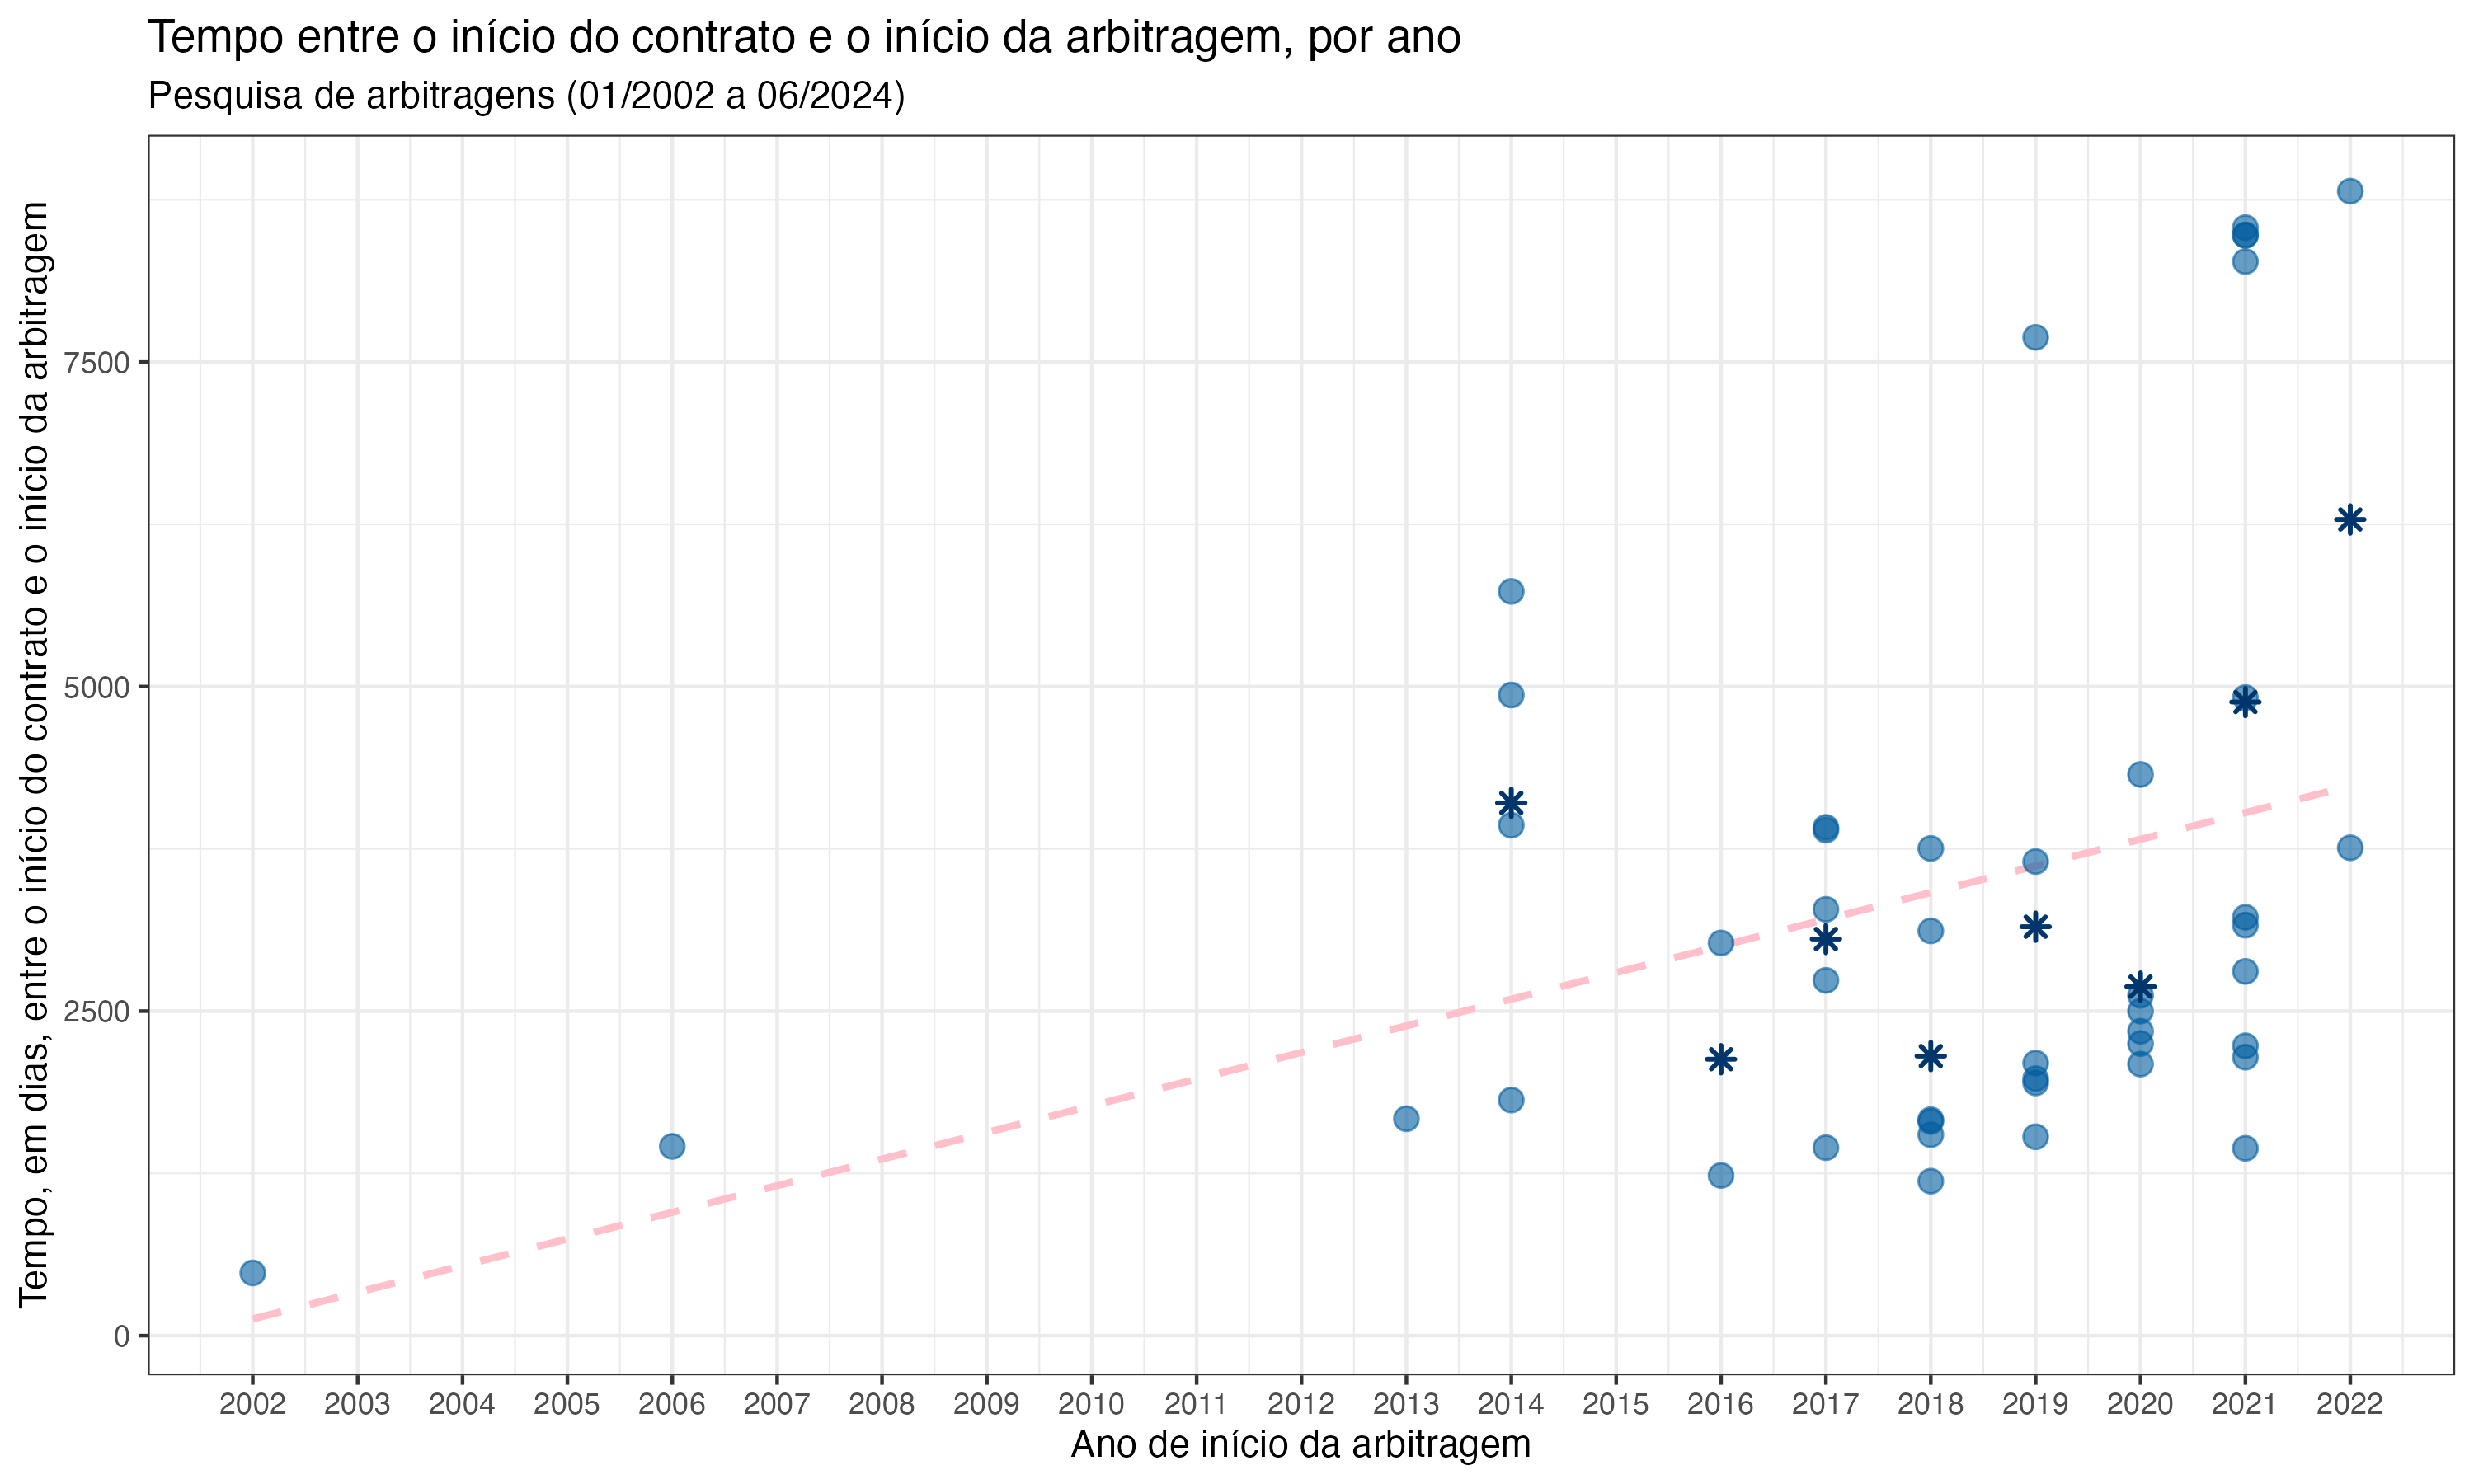 Tempo entre o início do contrato e o início da arbitragem, por ano
Pesquisa de arbitragens (01/2002 a 06/2024)
Tempo, em dias, entre o início do contrato e o início da arbitragem
7500
5000
2500
0
2002 2003 2004 2005 2006 2007 2008 2009 2010 2011 2012 2013 2014 2015 2016 2017 2018 2019 2020 2021 2022
Ano de início da arbitragem